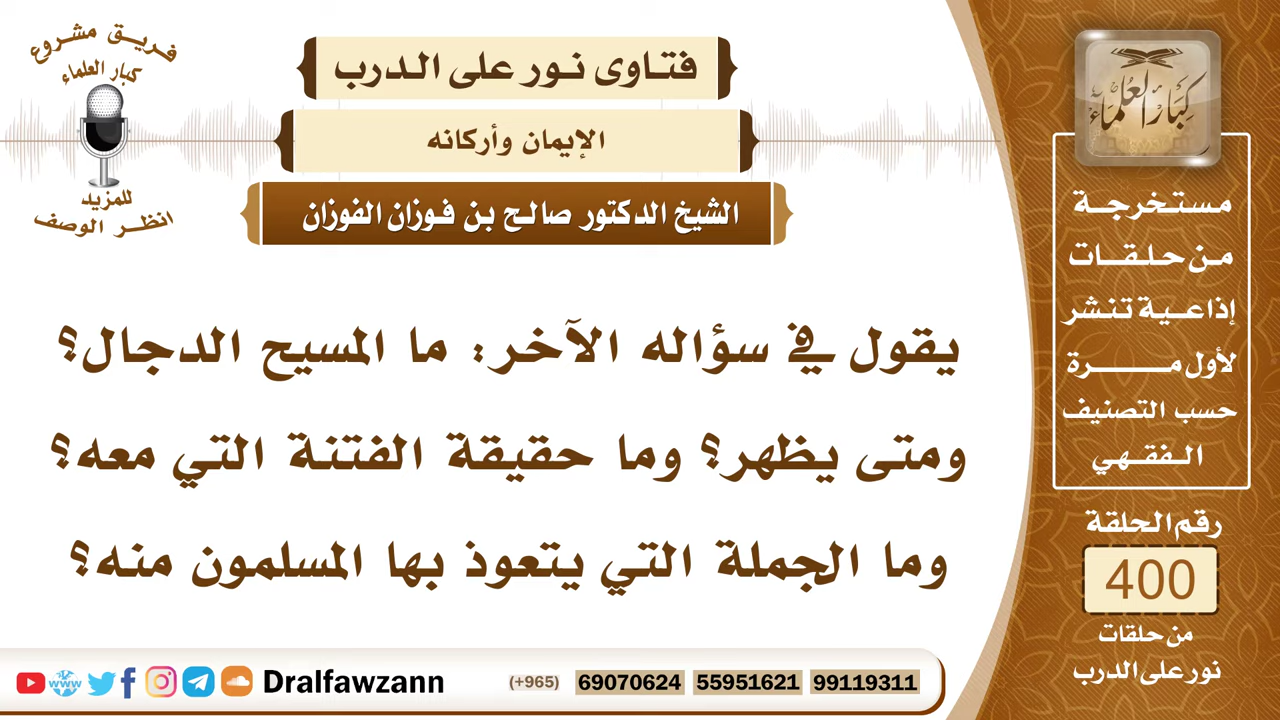 فريق مشروع
كبار العلماء
للمزيد
انظر الوصف
فتاوى نور على الدرب
الإيمان وأركانه
الشيخ الدكتور صالح بن فوزان الفوزان
يقول في سؤاله الآخر: ما المسيح الدجال؟
ومتى يظهر؟ وما حقيقة الفتنة التي معه؟
وما الجملة التي يتعوذ بها المسلمون منه؟
كبار العلماء
مستخرجة
من حلقات
إذاعية تنشر
لأول مرة
حسب التصنيف
الفقهي
رقم الحلقة
400
من حلقات
نور على الدرب
www Dralfawzann (+965) 69070624 55951621 99119311